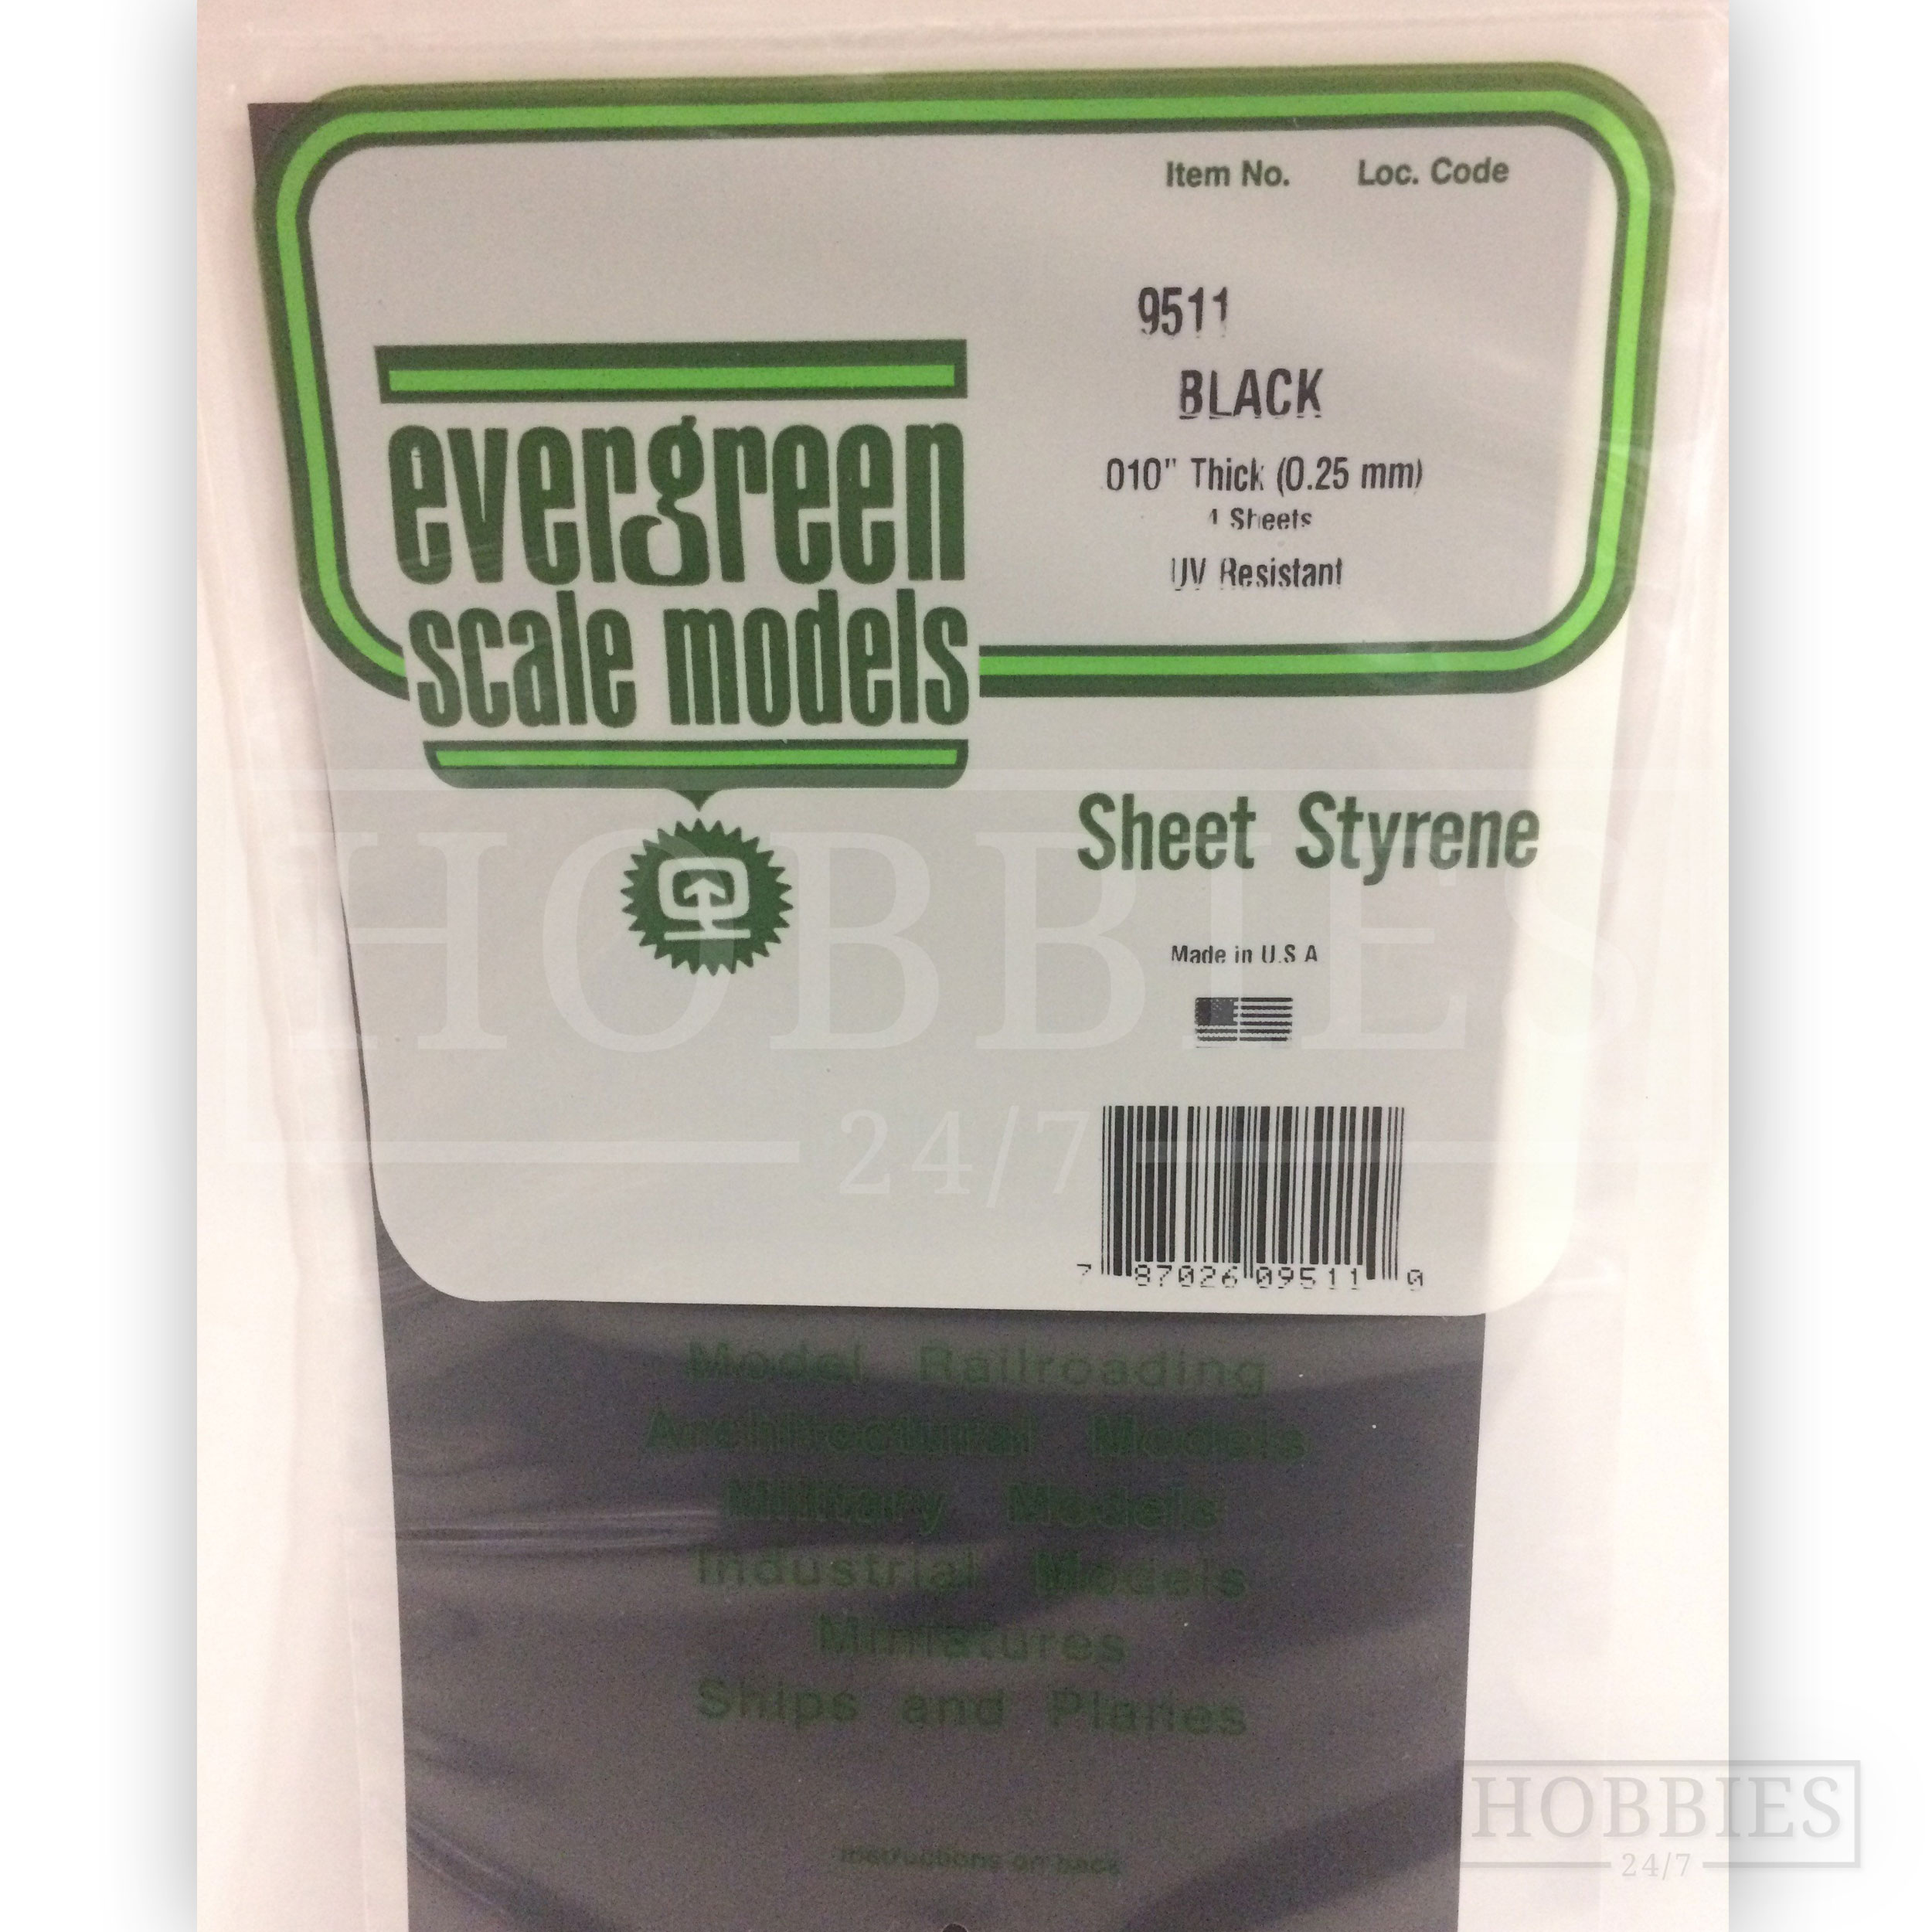 Item No. Loc. Code
9511
BLACK
010" Thick (0.25 mm)
4 Sheets
UV Resistant
evergreen
scale models
Sheet Styrene
Made in U.S A
HOBBIES
24/7
7 87026 09511 0
Model Railroading
Architectural Models
Military Models
Industrial Models
Miniatures
Ships and Planes
Instructions on back
HOBBIES
24/7